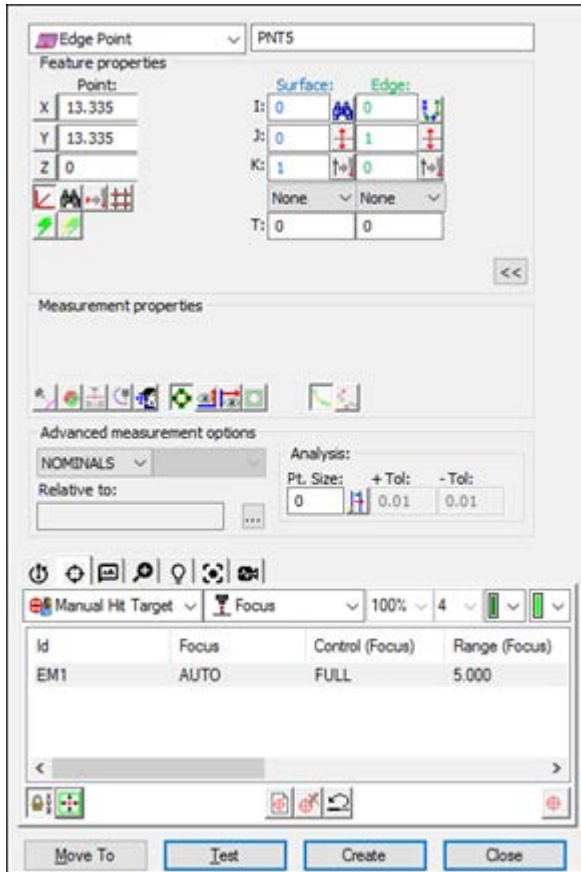 Edge Point PNT5
Feature properties
Point: Surface: Edge:
X 13.335 I: 0 0
Y 13.335 J: 0 1
Z 0 K: 1 0
None None
T: 0 0
<<
Measurement properties
Advanced measurement options
NOMINALS Analysis:
Pt. Size: + Tol: - Tol:
Relative to: 0 0.01 0.01
...
Manual Hit Target Focus 100% 4
Id Focus Control (Focus) Range (Focus)
EM1 AUTO FULL 5.000
< >
Move To Test Create Close